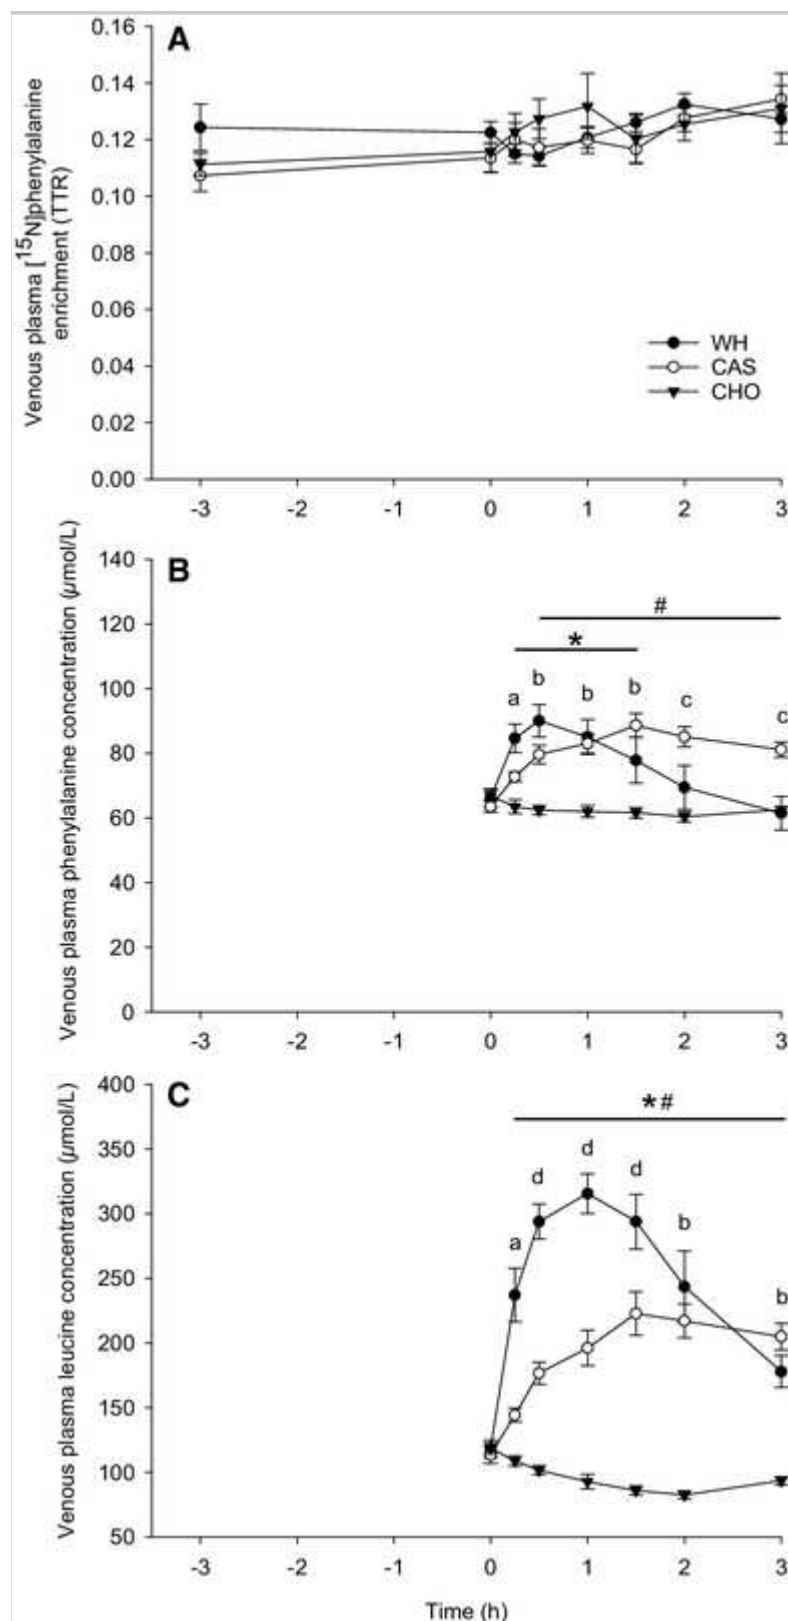 A
0.16
0.14
0.12
0.10
0.08
0.06
0.04
0.02
0.00
Venous plasma [15N]phenylalanine
enrichment (TTR)
WH
CAS
CHO
-3 -2 -1 0 1 2 3
B
140
120
100
80
60
40
20
0
Venous plasma phenylalanine concentration (µmol/L)
#
*
a b b b c c
-3 -2 -1 0 1 2 3
C
400
350
300
250
200
150
100
50
Venous plasma leucine concentration (µmol/L)
*#
a d d d b b
-3 -2 -1 0 1 2 3
Time (h)